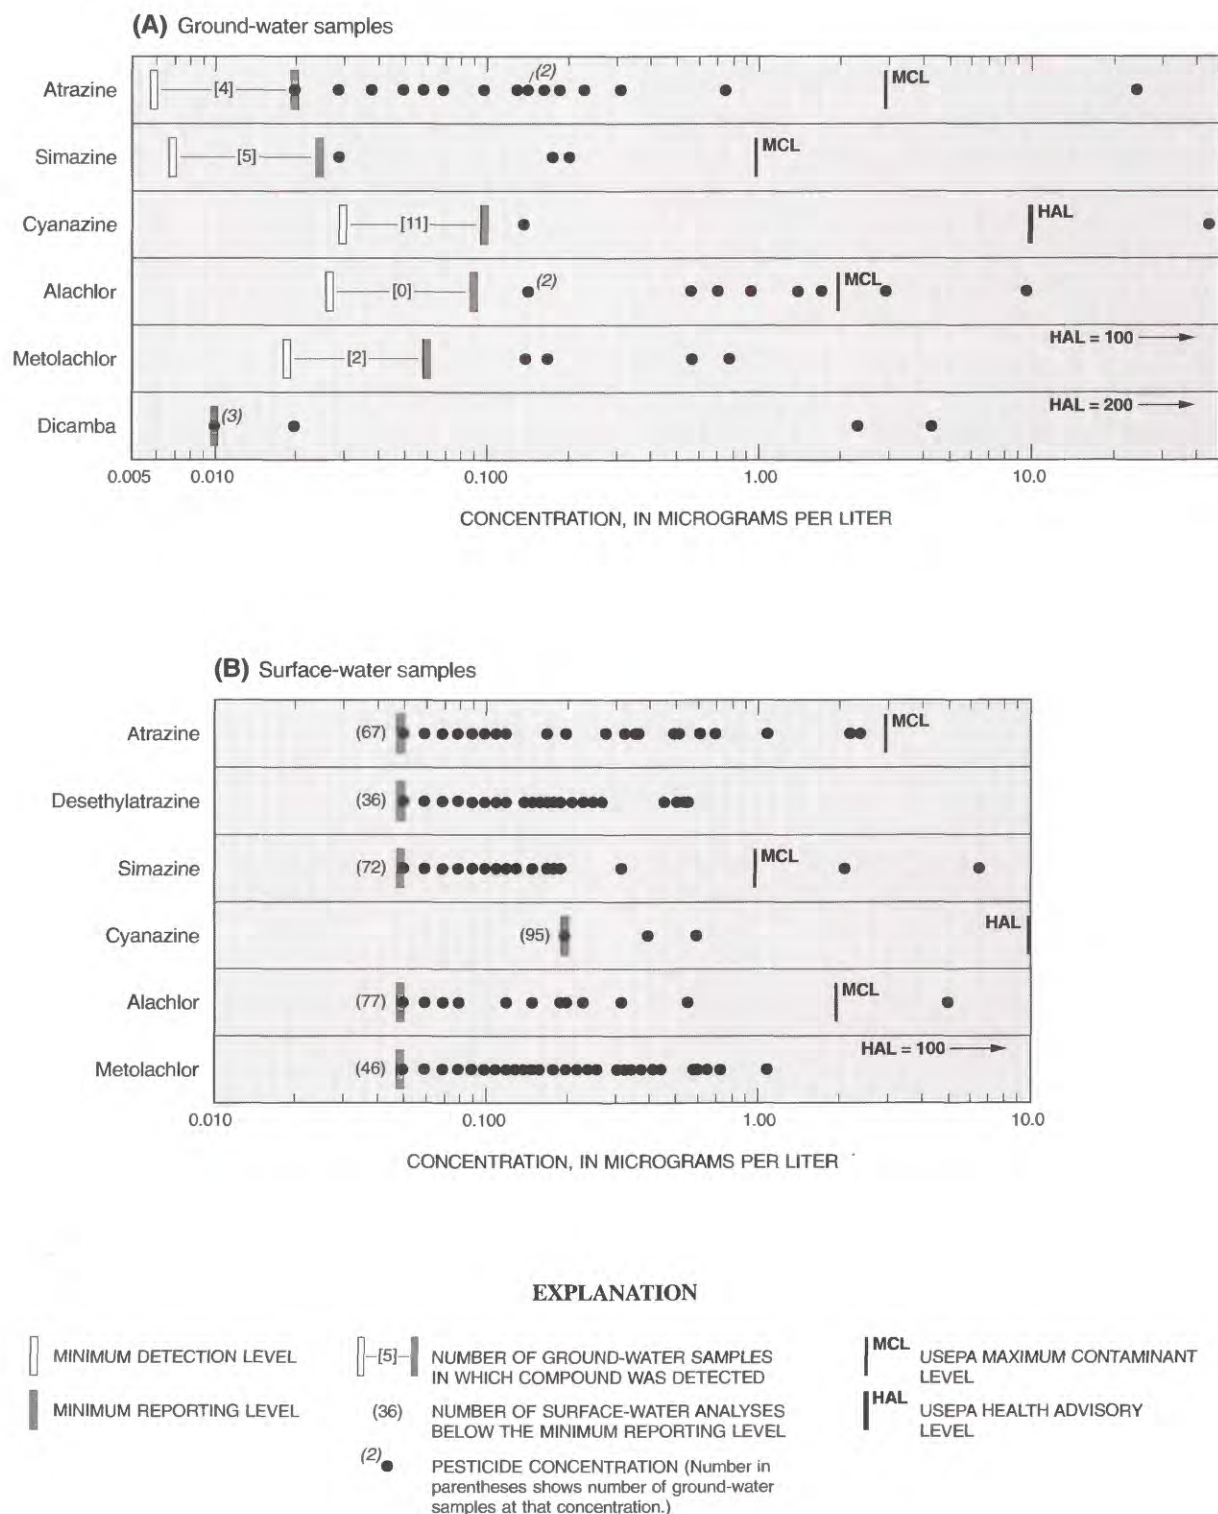 (A) Ground-water samples
Atrazine [4] (2) MCL
Simazine [5] MCL
Cyanazine [11] HAL
Alachlor [0] (2) MCL
HAL = 100
Metolachlor [2]
HAL = 200
Dicamba (3)
0.005 0.010 0.100 1.00 10.0
CONCENTRATION, IN MICROGRAMS PER LITER
(B) Surface-water samples
Atrazine (67) MCL
Desethylatrazine (36)
Simazine (72) MCL
Cyanazine (95) HAL
Alachlor (77) MCL
HAL = 100
Metolachlor (46)
0.010 0.100 1.00 10.0
CONCENTRATION, IN MICROGRAMS PER LITER
EXPLANATION
MINIMUM DETECTION LEVEL
MINIMUM REPORTING LEVEL
[5] NUMBER OF GROUND-WATER SAMPLES
IN WHICH COMPOUND WAS DETECTED
(36) NUMBER OF SURFACE-WATER ANALYSES
BELOW THE MINIMUM REPORTING LEVEL
(2) PESTICIDE CONCENTRATION (Number in
parentheses shows number of ground-water
samples at that concentration.)
MCL USEPA MAXIMUM CONTAMINANT
LEVEL
HAL USEPA HEALTH ADVISORY
LEVEL